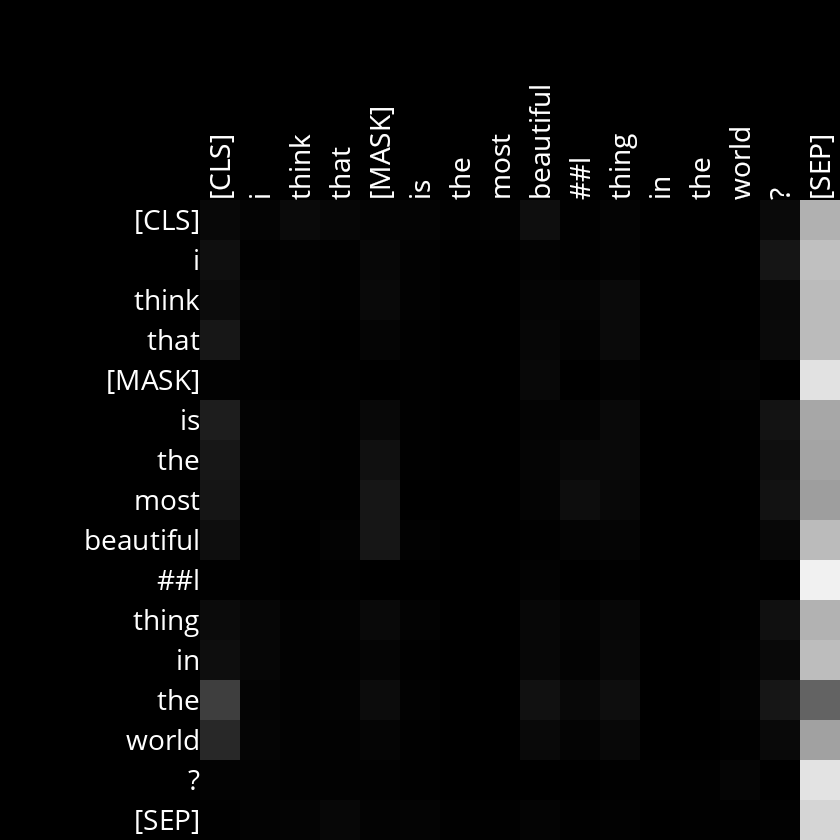 [CLS] i think that [MASK] is the most beautiful ##l thing in the world ? [SEP]
[CLS]
i
think
that
[MASK]
is
the
most
beautiful
##l
thing
in
the
world
?
[SEP]